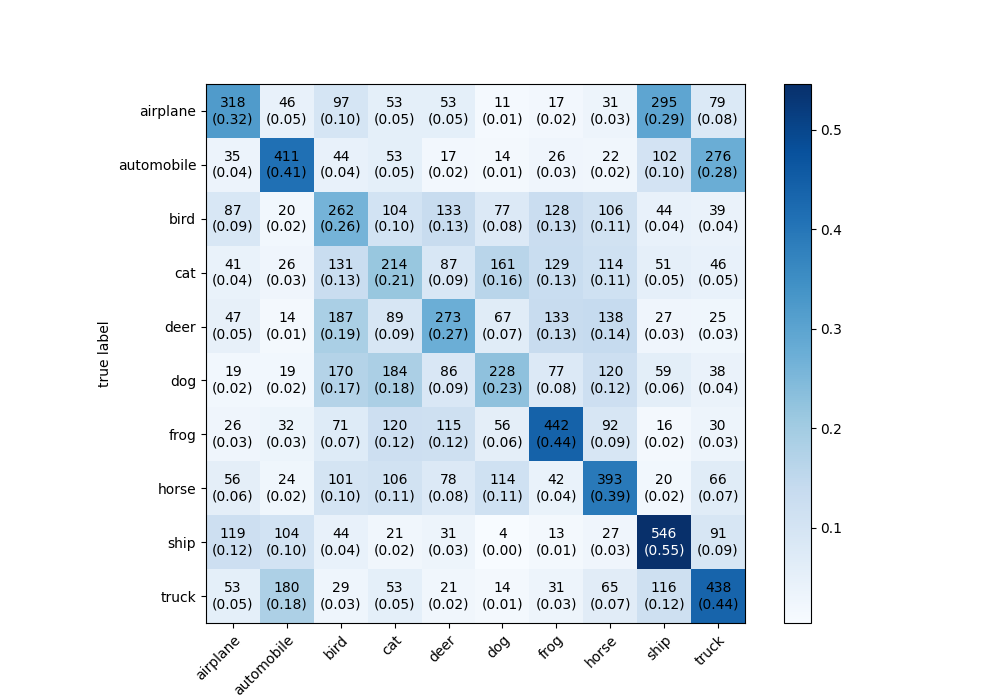 airplane 318 46 97 53 53 11 17 31 295 79
(0.32) (0.05) (0.10) (0.05) (0.05) (0.01) (0.02) (0.03) (0.29) (0.08)
automobile 35 411 44 53 17 14 26 22 102 276
(0.04) (0.41) (0.04) (0.05) (0.02) (0.01) (0.03) (0.02) (0.10) (0.28)
bird 87 20 262 104 133 77 128 106 44 39
(0.09) (0.02) (0.26) (0.10) (0.13) (0.08) (0.13) (0.11) (0.04) (0.04)
cat 41 26 131 214 87 161 129 114 51 46
(0.04) (0.03) (0.13) (0.21) (0.09) (0.16) (0.13) (0.11) (0.05) (0.05)
deer 47 14 187 89 273 67 133 138 27 25
(0.05) (0.01) (0.19) (0.09) (0.27) (0.07) (0.13) (0.14) (0.03) (0.03)
dog 19 19 170 184 86 228 77 120 59 38
(0.02) (0.02) (0.17) (0.18) (0.09) (0.23) (0.08) (0.12) (0.06) (0.04)
frog 26 32 71 120 115 56 442 92 16 30
(0.03) (0.03) (0.07) (0.12) (0.12) (0.06) (0.44) (0.09) (0.02) (0.03)
horse 56 24 101 106 78 114 42 393 20 66
(0.06) (0.02) (0.10) (0.11) (0.08) (0.11) (0.04) (0.39) (0.02) (0.07)
ship 119 104 44 21 31 4 13 27 546 91
(0.12) (0.10) (0.04) (0.02) (0.03) (0.00) (0.01) (0.03) (0.55) (0.09)
truck 53 180 29 53 21 14 31 65 116 438
(0.05) (0.18) (0.03) (0.05) (0.02) (0.01) (0.03) (0.07) (0.12) (0.44)
true label
airplane automobile bird cat deer dog frog horse ship truck
0.5
0.4
0.3
0.2
0.1